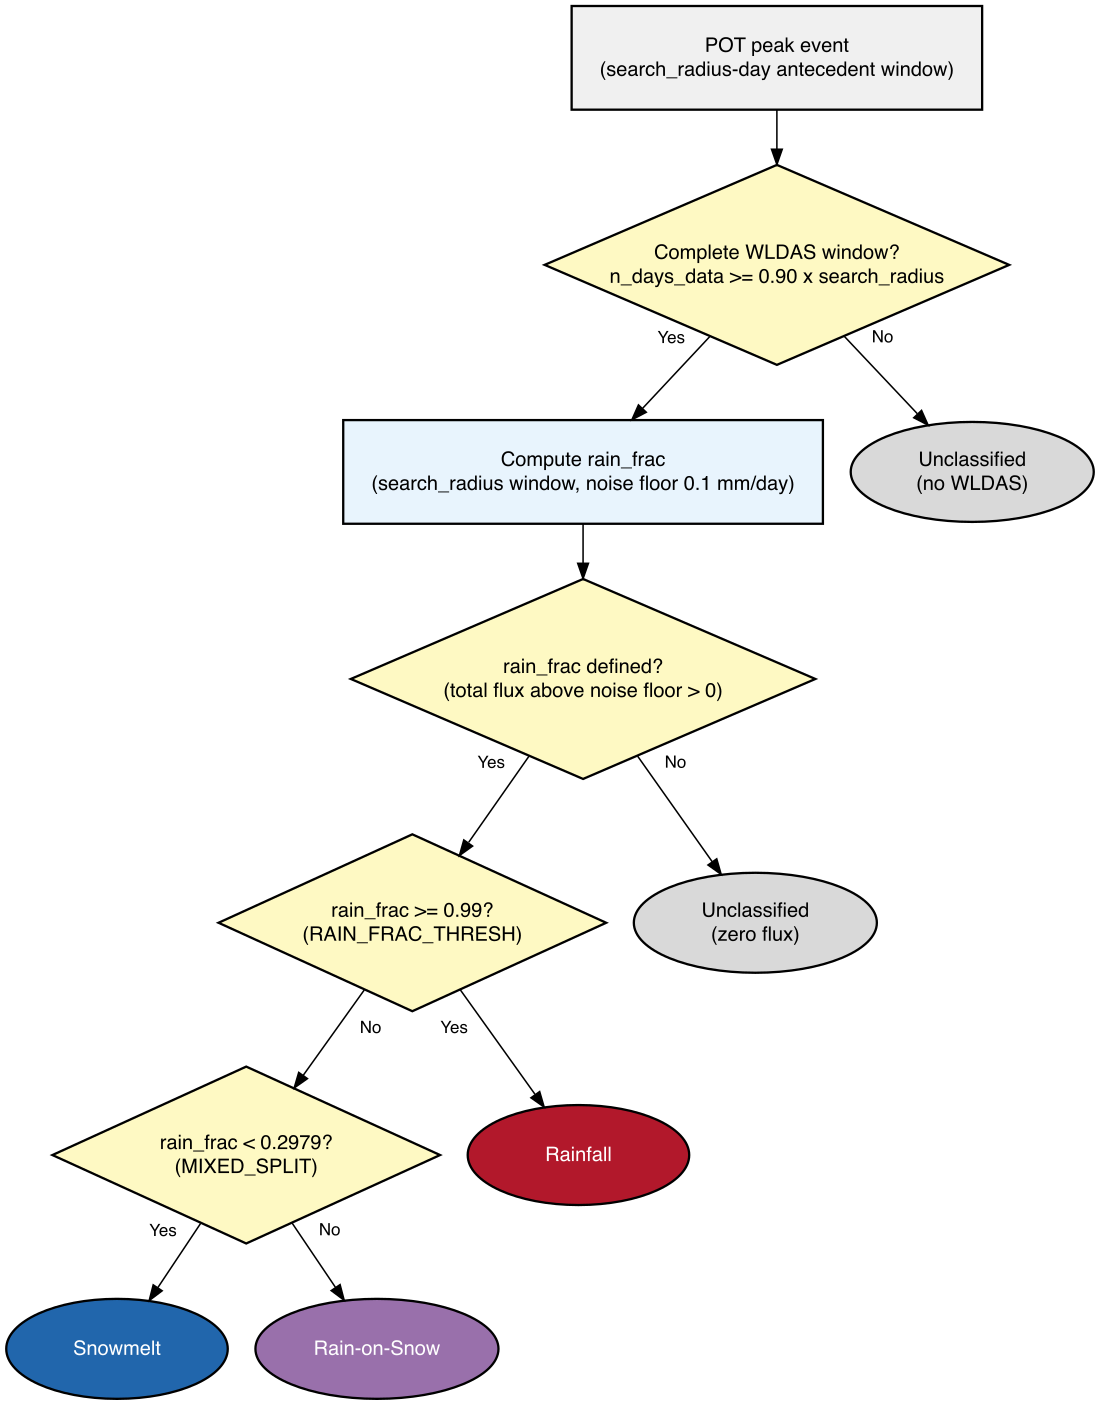 POT peak event
(search_radius-day antecedent window)
Complete WLDAS window?
n_days_data >= 0.90 x search_radius
Yes
No
Compute rain_frac
(search_radius window, noise floor 0.1 mm/day)
Unclassified
(no WLDAS)
rain_frac defined?
(total flux above noise floor > 0)
Yes
No
rain_frac >= 0.99?
(RAIN_FRAC_THRESH)
Unclassified
(zero flux)
No
Yes
rain_frac < 0.2979?
(MIXED_SPLIT)
Rainfall
Yes
No
Snowmelt
Rain-on-Snow